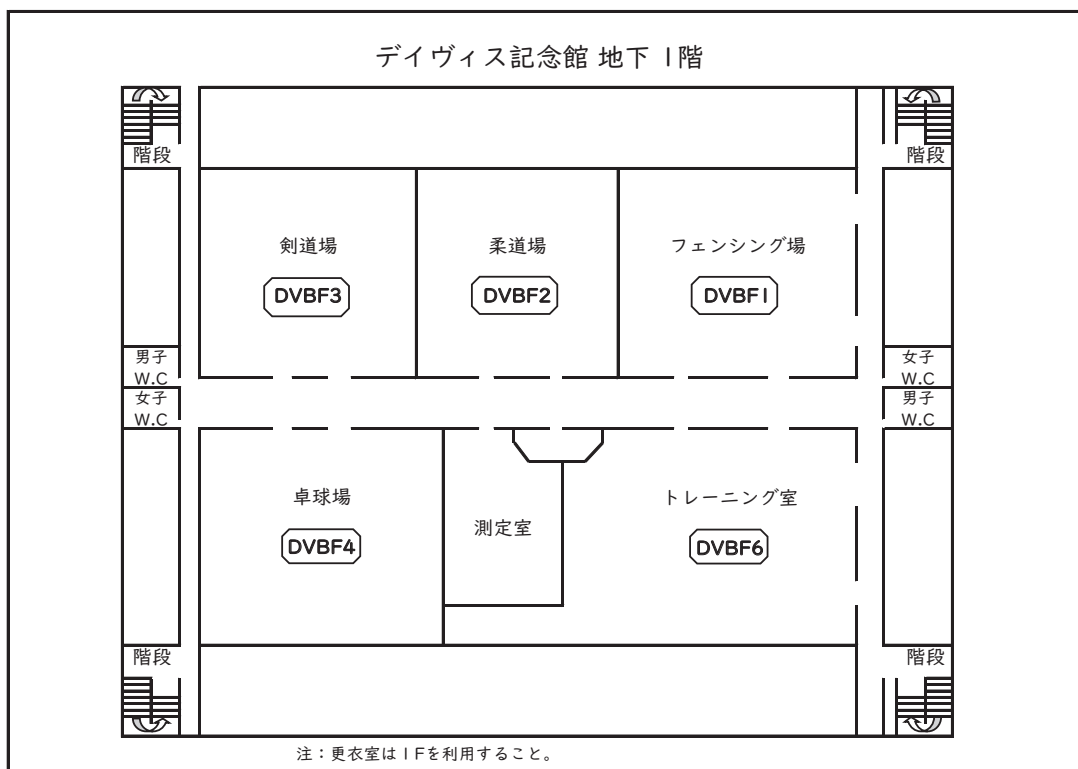 デイヴィス記念館 地下 1階
階段
階段
剣道場
柔道場
フェンシング場
DVBF3
DVBF2
DVBF1
男子
W.C
女子
W.C
女子
W.C
男子
W.C
卓球場
測定室
トレーニング室
DVBF4
DVBF6
階段
階段
注：更衣室は1Fを利用すること。